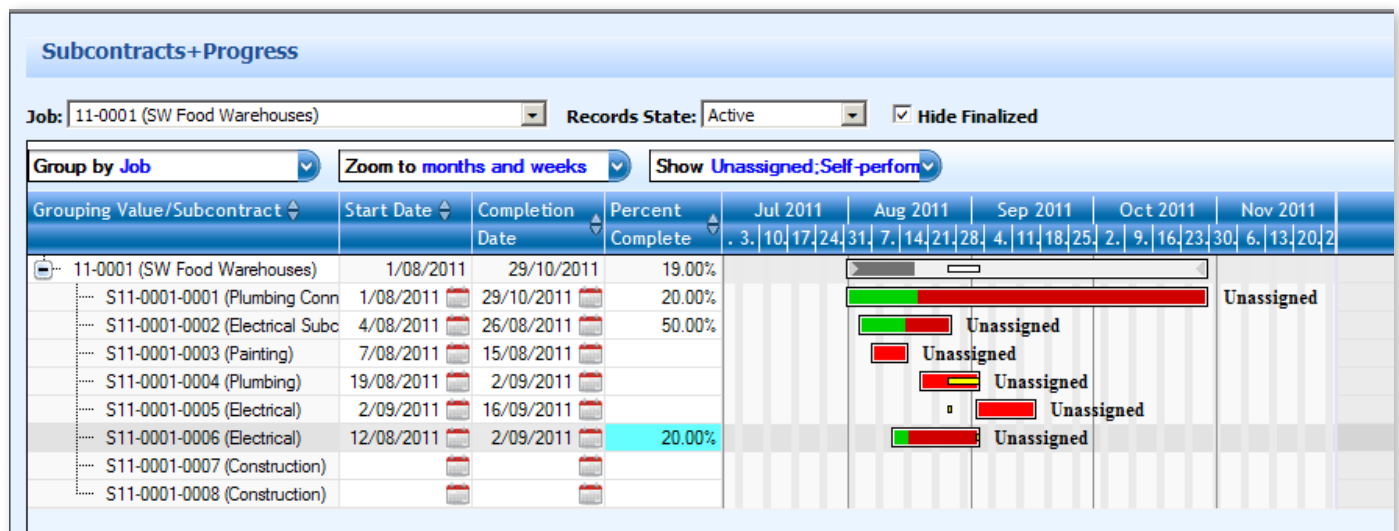 Subcontracts+Progress
Job: 11-0001 (SW Food Warehouses) Records State: Active Hide Finalized
Group by Job Zoom to months and weeks Show Unassigned;Self-perform
Grouping Value/Subcontract Start Date Completion Date Percent Complete Jul 2011 Aug 2011 Sep 2011 Oct 2011 Nov 2011
. 3. 10. 17. 24. 31. 7. 14. 21. 28. 4. 11. 18. 25. 2. 9. 16. 23. 30. 6. 13. 20. 2
11-0001 (SW Food Warehouses) 1/08/2011 29/10/2011 19.00%
S11-0001-0001 (Plumbing Conn 1/08/2011 29/10/2011 20.00% Unassigned
S11-0001-0002 (Electrical Subc 4/08/2011 26/08/2011 50.00% Unassigned
S11-0001-0003 (Painting) 7/08/2011 15/08/2011 Unassigned
S11-0001-0004 (Plumbing) 19/08/2011 2/09/2011 Unassigned
S11-0001-0005 (Electrical) 2/09/2011 16/09/2011 Unassigned
S11-0001-0006 (Electrical) 12/08/2011 2/09/2011 20.00% Unassigned
S11-0001-0007 (Construction)
S11-0001-0008 (Construction)